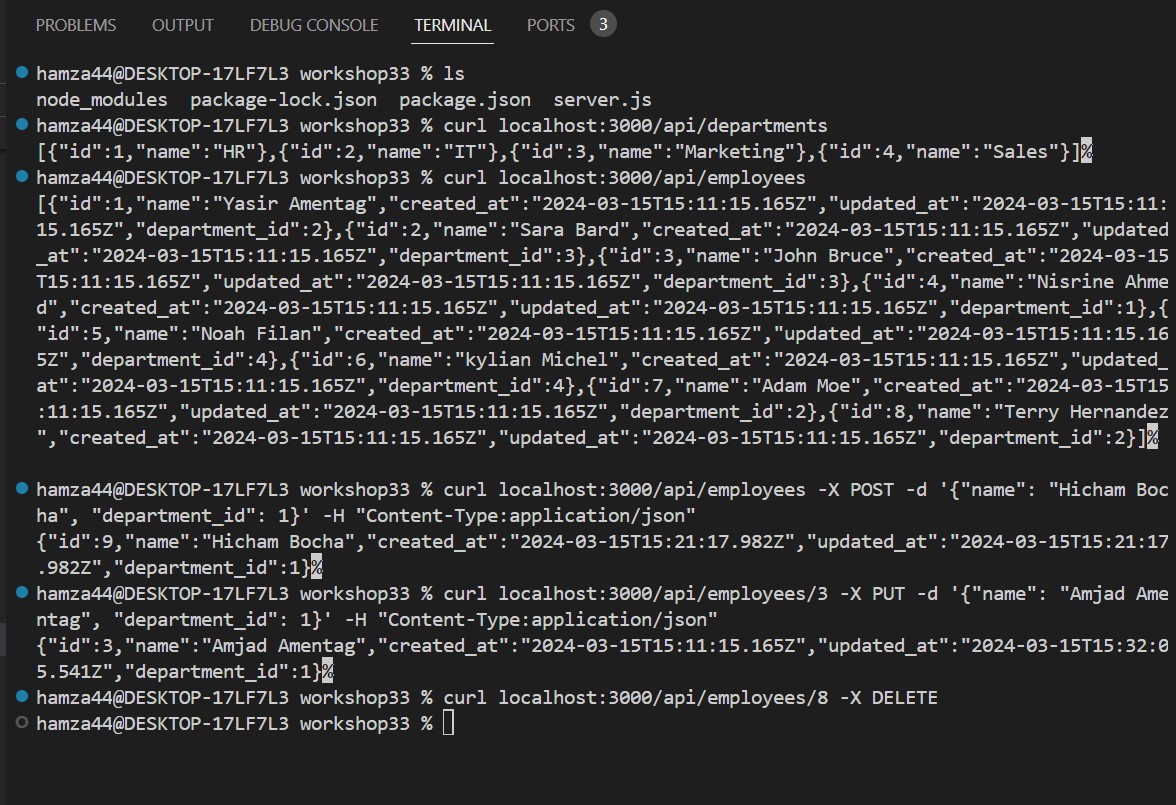 PROBLEMS OUTPUT DEBUG CONSOLE TERMINAL PORTS 3
hamza44@DESKTOP-17LF7L3 workshop33 % ls
node_modules  package-lock.json  package.json  server.js
hamza44@DESKTOP-17LF7L3 workshop33 % curl localhost:3000/api/departments
[{"id":1,"name":"HR"},{"id":2,"name":"IT"},{"id":3,"name":"Marketing"},{"id":4,"name":"Sales"}]%
hamza44@DESKTOP-17LF7L3 workshop33 % curl localhost:3000/api/employees
[{"id":1,"name":"Yasir Amentag","created_at":"2024-03-15T15:11:15.165Z","updated_at":"2024-03-15T15:11:
15.165Z","department_id":2},{"id":2,"name":"Sara Bard","created_at":"2024-03-15T15:11:15.165Z","updated
_at":"2024-03-15T15:11:15.165Z","department_id":3},{"id":3,"name":"John Bruce","created_at":"2024-03-15
T15:11:15.165Z","updated_at":"2024-03-15T15:11:15.165Z","department_id":3},{"id":4,"name":"Nisrine Ahme
d","created_at":"2024-03-15T15:11:15.165Z","updated_at":"2024-03-15T15:11:15.165Z","department_id":1},{
"id":5,"name":"Noah Filan","created_at":"2024-03-15T15:11:15.165Z","updated_at":"2024-03-15T15:11:15.16
5Z","department_id":4},{"id":6,"name":"kylian Michel","created_at":"2024-03-15T15:11:15.165Z","updated_
at":"2024-03-15T15:11:15.165Z","department_id":4},{"id":7,"name":"Adam Moe","created_at":"2024-03-15T15
:11:15.165Z","updated_at":"2024-03-15T15:11:15.165Z","department_id":2},{"id":8,"name":"Terry Hernandez
","created_at":"2024-03-15T15:11:15.165Z","updated_at":"2024-03-15T15:11:15.165Z","department_id":2}]%
hamza44@DESKTOP-17LF7L3 workshop33 % curl localhost:3000/api/employees -X POST -d '{"name": "Hicham Boc
ha", "department_id": 1}' -H "Content-Type:application/json"
{"id":9,"name":"Hicham Bocha","created_at":"2024-03-15T15:21:17.982Z","updated_at":"2024-03-15T15:21:17
.982Z","department_id":1}%
hamza44@DESKTOP-17LF7L3 workshop33 % curl localhost:3000/api/employees/3 -X PUT -d '{"name": "Amjad Ame
ntag", "department_id": 1}' -H "Content-Type:application/json"
{"id":3,"name":"Amjad Amentag","created_at":"2024-03-15T15:11:15.165Z","updated_at":"2024-03-15T15:32:0
5.541Z","department_id":1}%
hamza44@DESKTOP-17LF7L3 workshop33 % curl localhost:3000/api/employees/8 -X DELETE
hamza44@DESKTOP-17LF7L3 workshop33 %